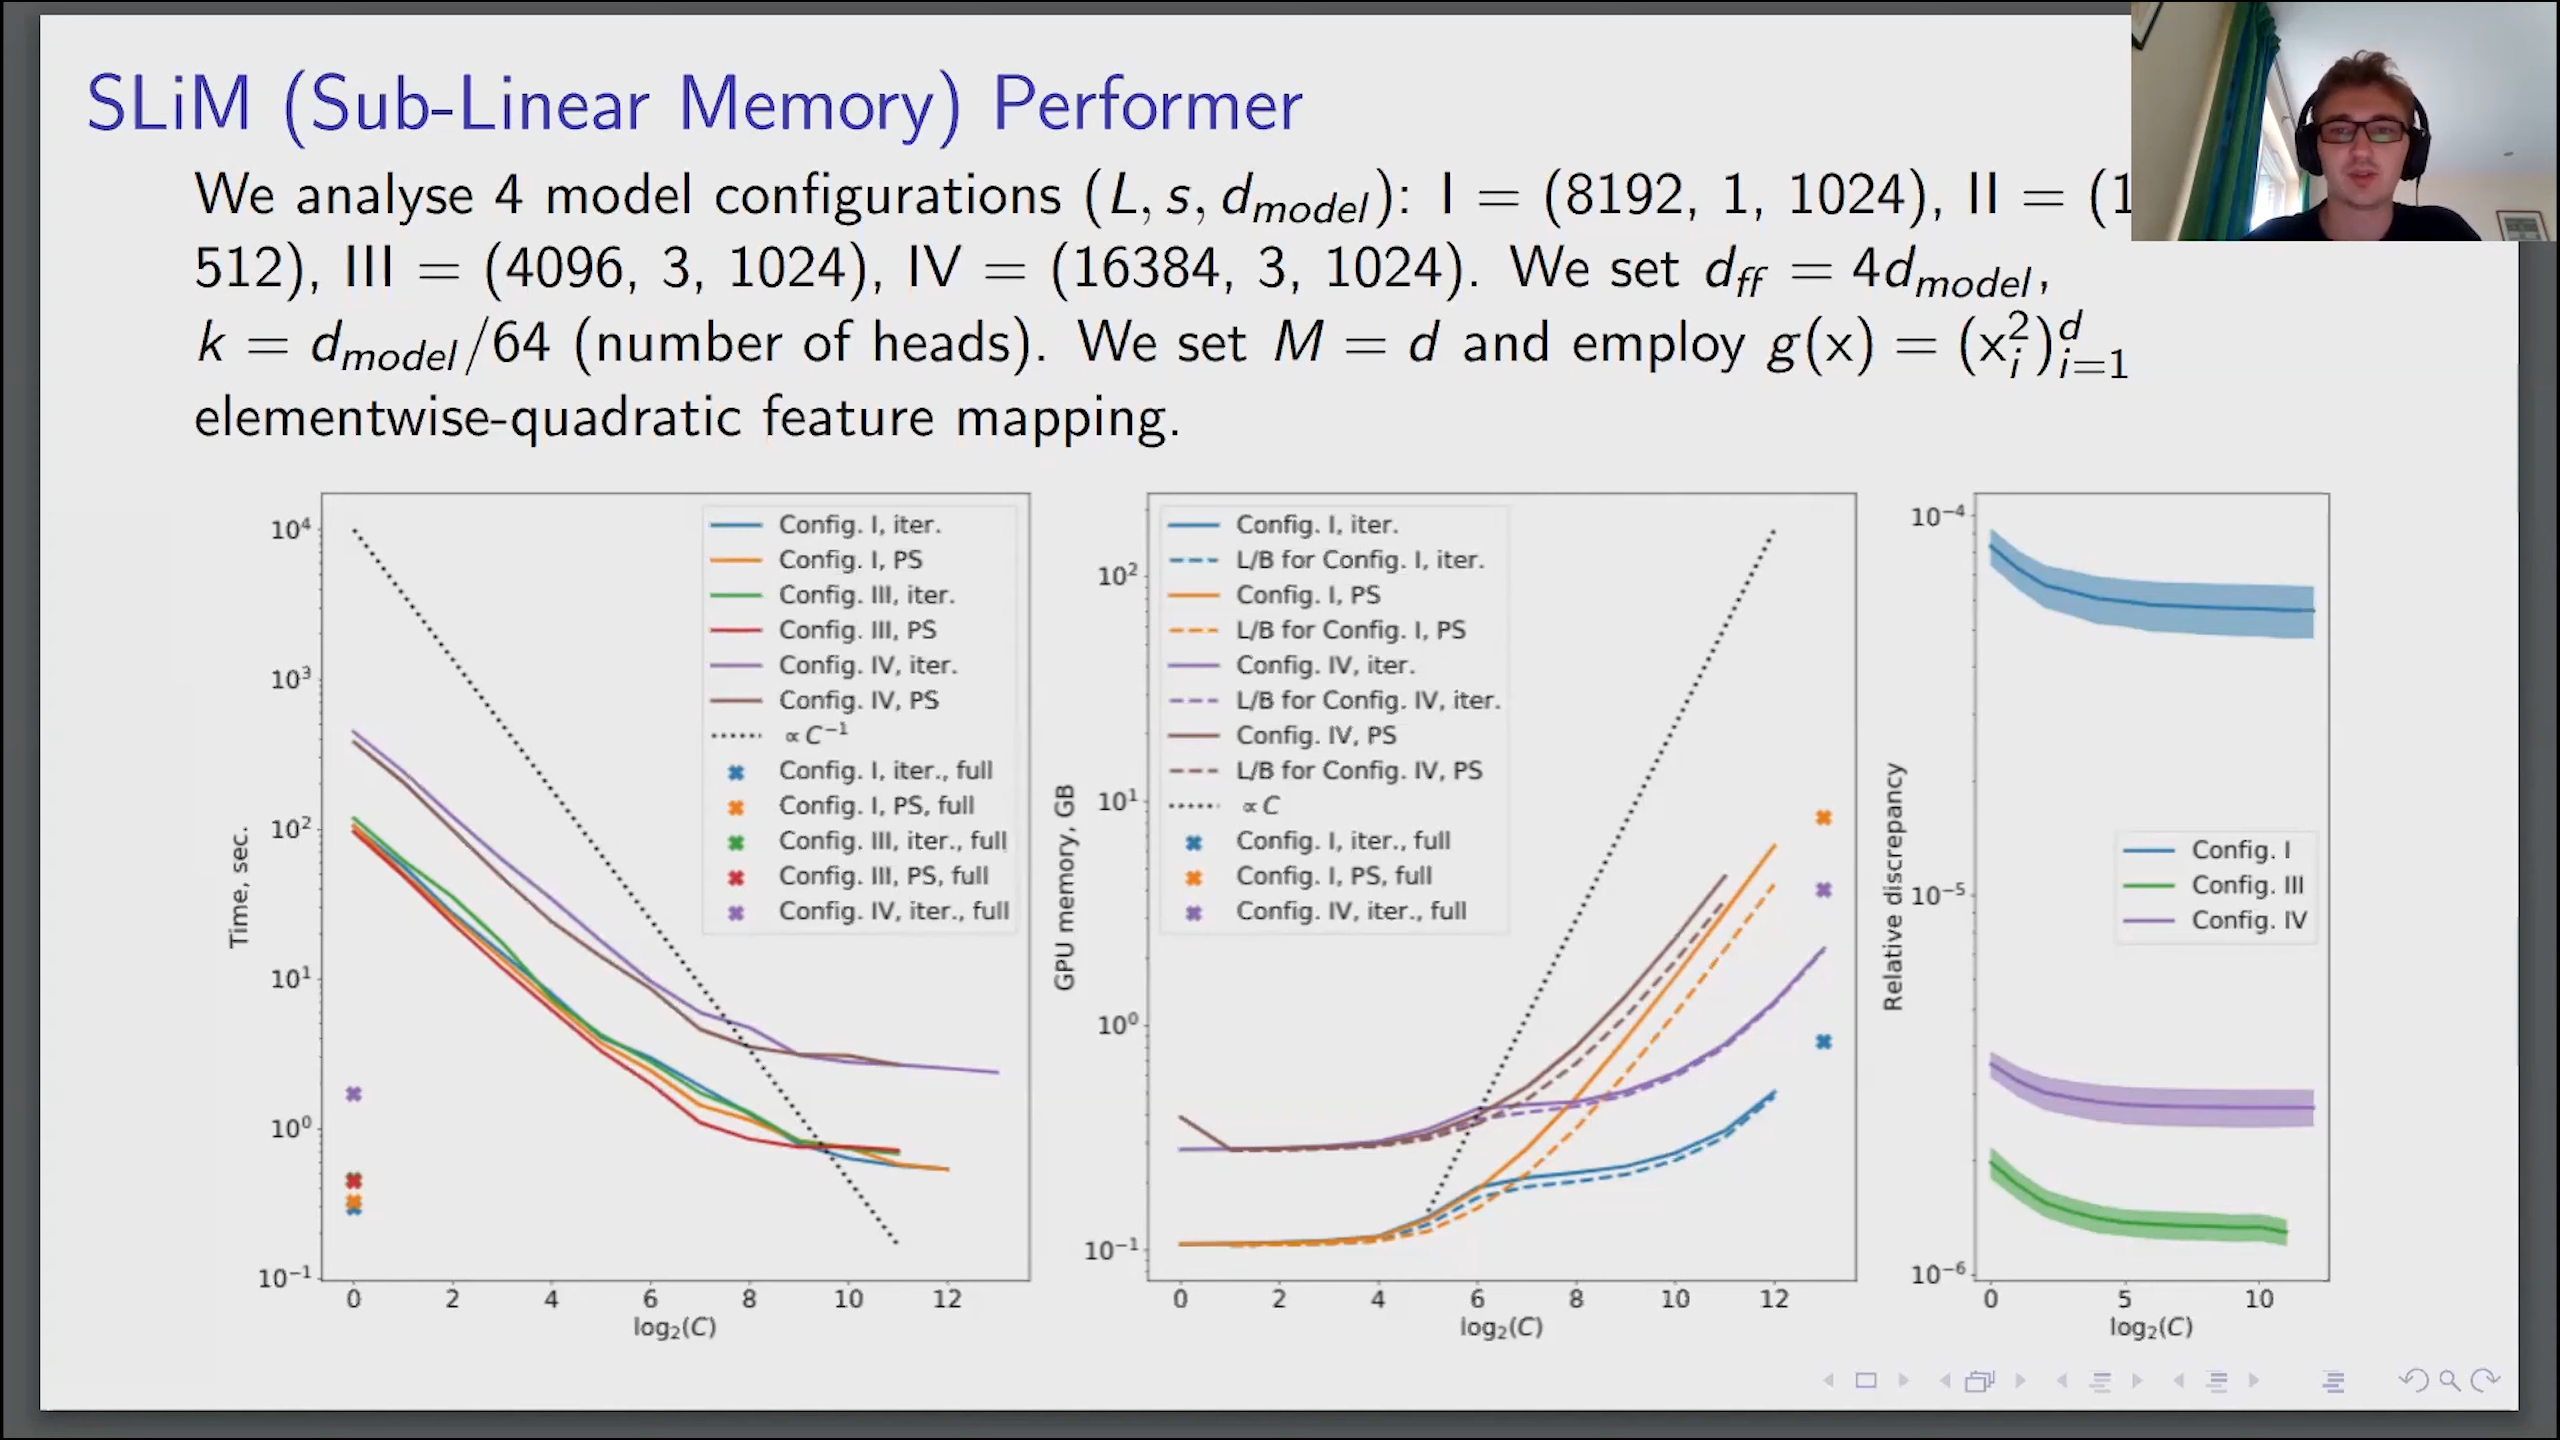 SLiM (Sub-Linear Memory) Performer
We analyse 4 model configurations (L, s, d_model): I = (8192, 1, 1024), II = (1
512), III = (4096, 3, 1024), IV = (16384, 3, 1024). We set d_ff = 4d_model,
k = d_model/64 (number of heads). We set M = d and employ g(x) = (x_i^2)_{i=1}^d
elementwise-quadratic feature mapping.
Time, sec.
10^4
10^3
10^2
10^1
10^0
10^-1
Config. I, iter.
Config. I, PS
Config. III, iter.
Config. III, PS
Config. IV, iter.
Config. IV, PS
∝ C^-1
Config. I, iter., full
Config. I, PS, full
Config. III, iter., full
Config. III, PS, full
Config. IV, iter., full
0 2 4 6 8 10 12
log_2(C)
GPU memory, GB
10^2
10^1
10^0
10^-1
Config. I, iter.
L/B for Config. I, iter.
Config. I, PS
L/B for Config. I, PS
Config. IV, iter.
L/B for Config. IV, iter.
Config. IV, PS
L/B for Config. IV, PS
∝ C
Config. I, iter., full
Config. I, PS, full
Config. IV, iter., full
0 2 4 6 8 10 12
log_2(C)
Relative discrepancy
10^-4
10^-5
10^-6
Config. I
Config. III
Config. IV
0 5 10
log_2(C)